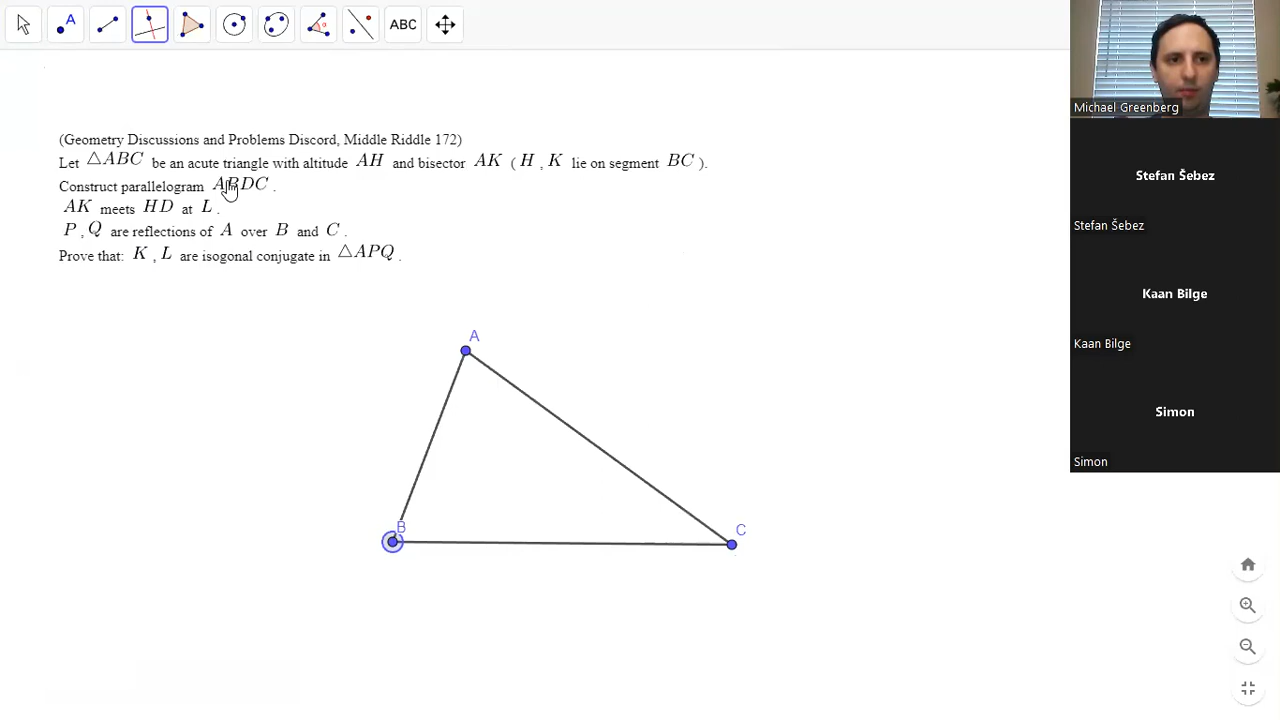 A
ABC
(Geometry Discussions and Problems Discord, Middle Riddle 172)
Let △ABC be an acute triangle with altitude AH and bisector AK ( H , K lie on segment BC ).
Construct parallelogram ABDC .
AK meets HD at L .
P , Q are reflections of A over B and C .
Prove that: K , L are isogonal conjugate in △APQ .
A
B
C
Michael Greenberg
Stefan Šebez
Stefan Šebez
Kaan Bilge
Kaan Bilge
Simon
Simon